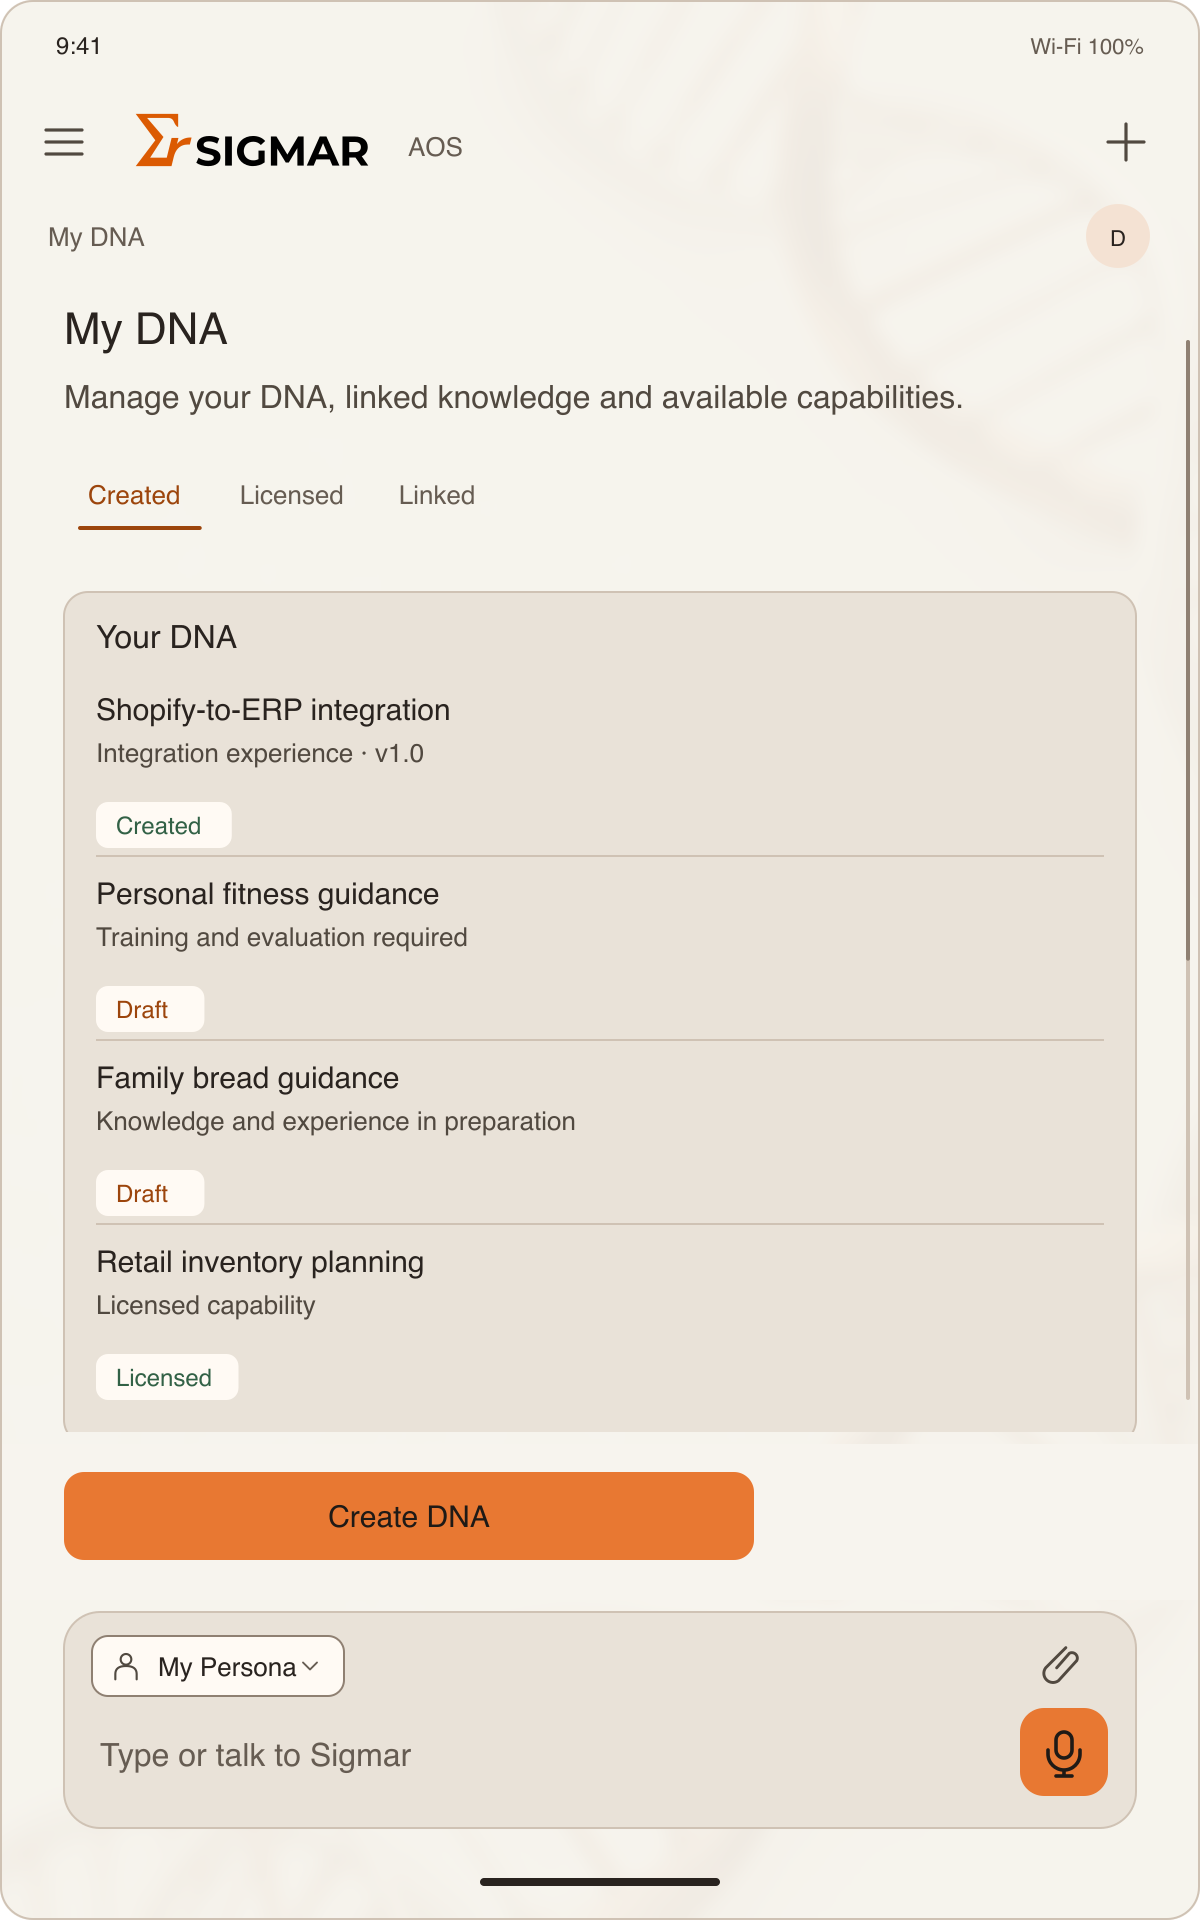 9:41
Wi-Fi 100%
Σr SIGMAR AOS
My DNA
D
My DNA
Manage your DNA, linked knowledge and available capabilities.
Created Licensed Linked
Your DNA
Shopify-to-ERP integration
Integration experience · v1.0
Created
Personal fitness guidance
Training and evaluation required
Draft
Family bread guidance
Knowledge and experience in preparation
Draft
Retail inventory planning
Licensed capability
Licensed
Create DNA
My Persona
Type or talk to Sigmar